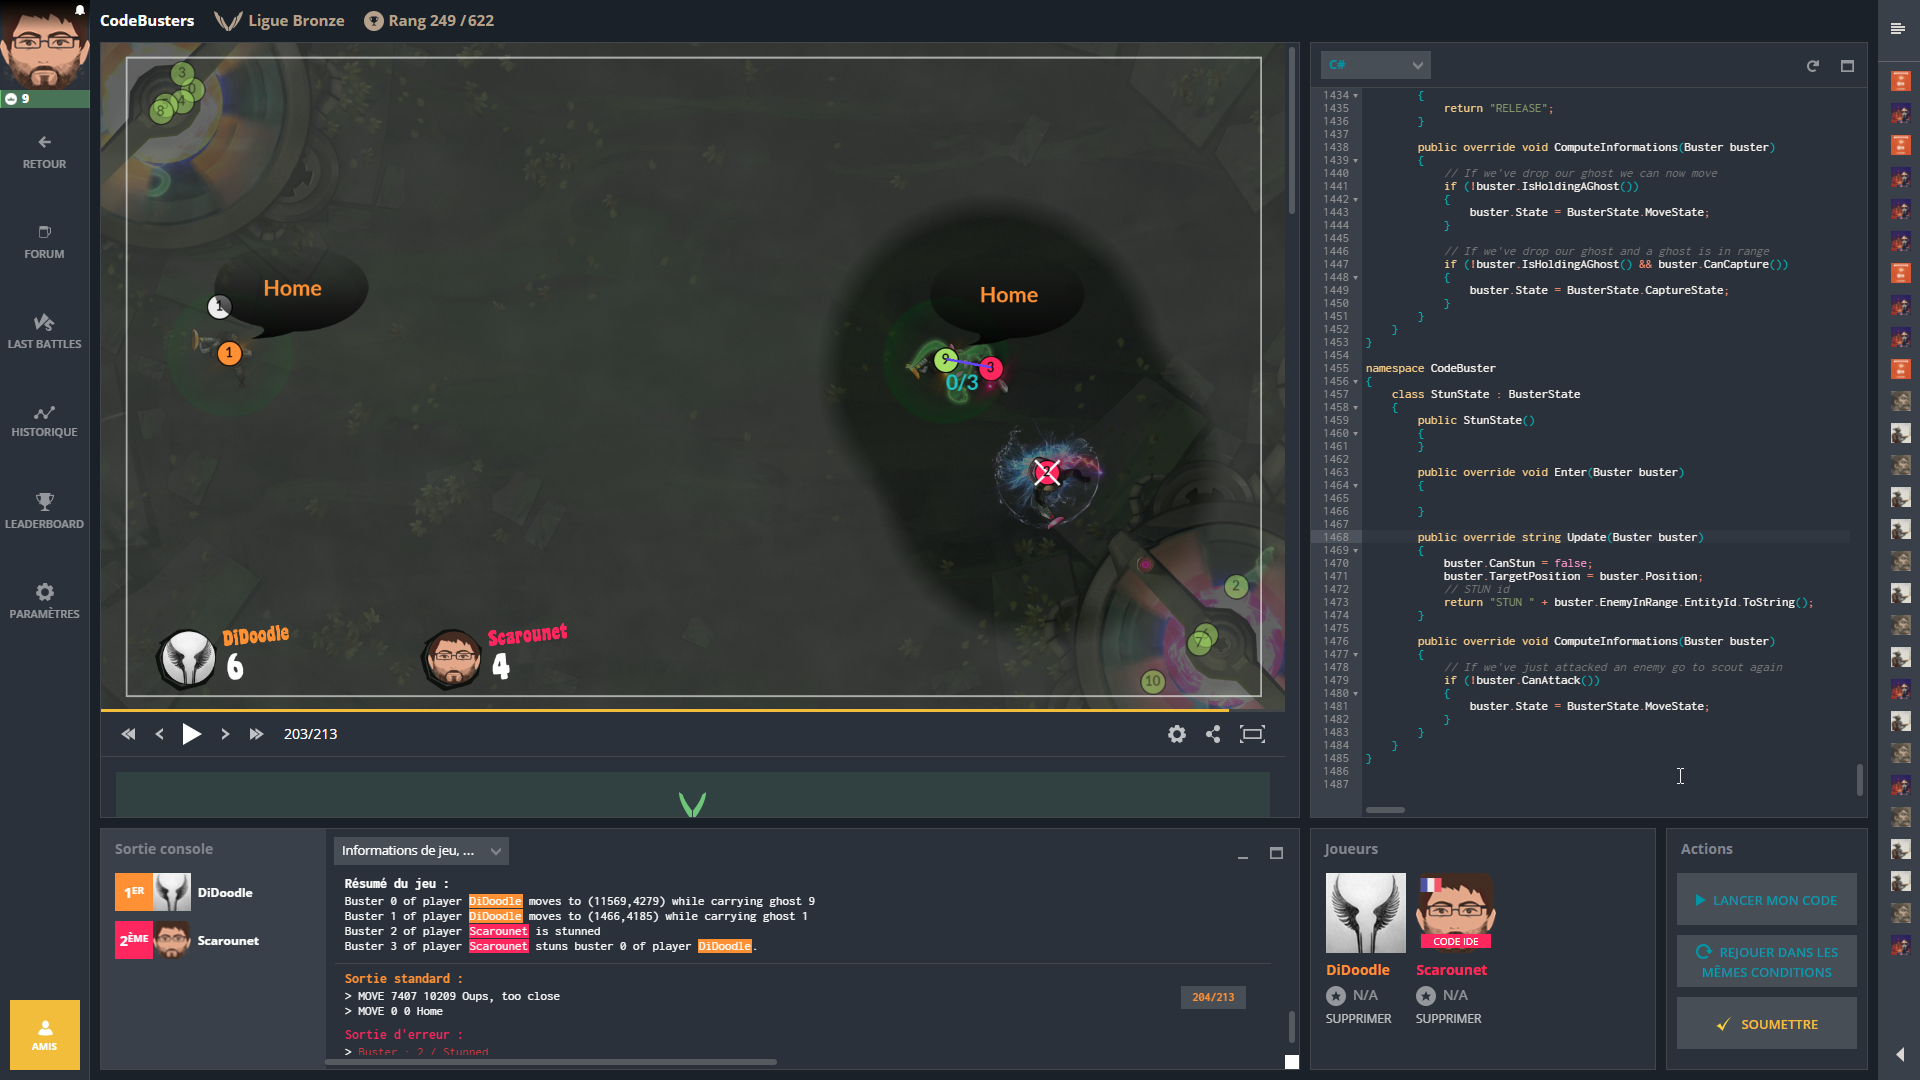 CodeBusters
Ligue Bronze
Rang 249 / 622
9
RETOUR
FORUM
LAST BATTLES
HISTORIQUE
LEADERBOARD
PARAMÈTRES
AMIS
3
4
8
Home
Home
1
1
9
3
0/3
2
2
7
10
DiDoodle
6
Scarounet
4
203/213
C#
1434 {
1435 return "RELEASE";
1436 }
1437
1438 public override void ComputeInformations(Buster buster)
1439 {
1440 // If we've drop our ghost we can now move
1441 if (!buster.IsHoldingAGhost())
1442 {
1443 buster.State = BusterState.MoveState;
1444 }
1445
1446 // If we've drop our ghost and a ghost is in range
1447 if (!buster.IsHoldingAGhost() && buster.CanCapture())
1448 {
1449 buster.State = BusterState.CaptureState;
1450 }
1451 }
1452 }
1453 }
1454
1455 namespace CodeBuster
1456 {
1457 class StunState : BusterState
1458 {
1459 public StunState()
1460 {
1461 }
1462
1463 public override void Enter(Buster buster)
1464 {
1465
1466 }
1467
1468 public override string Update(Buster buster)
1469 {
1470 buster.CanStun = false;
1471 buster.TargetPosition = buster.Position;
1472 // STUN id
1473 return "STUN " + buster.EnemyInRange.EntityId.ToString();
1474 }
1475
1476 public override void ComputeInformations(Buster buster)
1477 {
1478 // If we've just attacked an enemy go to scout again
1479 if (!buster.CanAttack())
1480 {
1481 buster.State = BusterState.MoveState;
1482 }
1483 }
1484 }
1485 }
1486
1487
Sortie console
1ER DiDoodle
2ÈME Scarounet
Informations de jeu, ...
Résumé du jeu :
Buster 0 of player DiDoodle moves to (11569,4279) while carrying ghost 9
Buster 1 of player DiDoodle moves to (1466,4185) while carrying ghost 1
Buster 2 of player Scarounet is stunned
Buster 3 of player Scarounet stuns buster 0 of player DiDoodle.
Sortie standard :
> MOVE 7407 10209 Oups, too close
> MOVE 0 0 Home
204/213
Sortie d'erreur :
> Buster : 2 / Stunned
Joueurs
CODE IDE
DiDoodle
Scarounet
N/A
N/A
SUPPRIMER
SUPPRIMER
Actions
LANCER MON CODE
REJOUER DANS LES
MÊMES CONDITIONS
SOUMETTRE